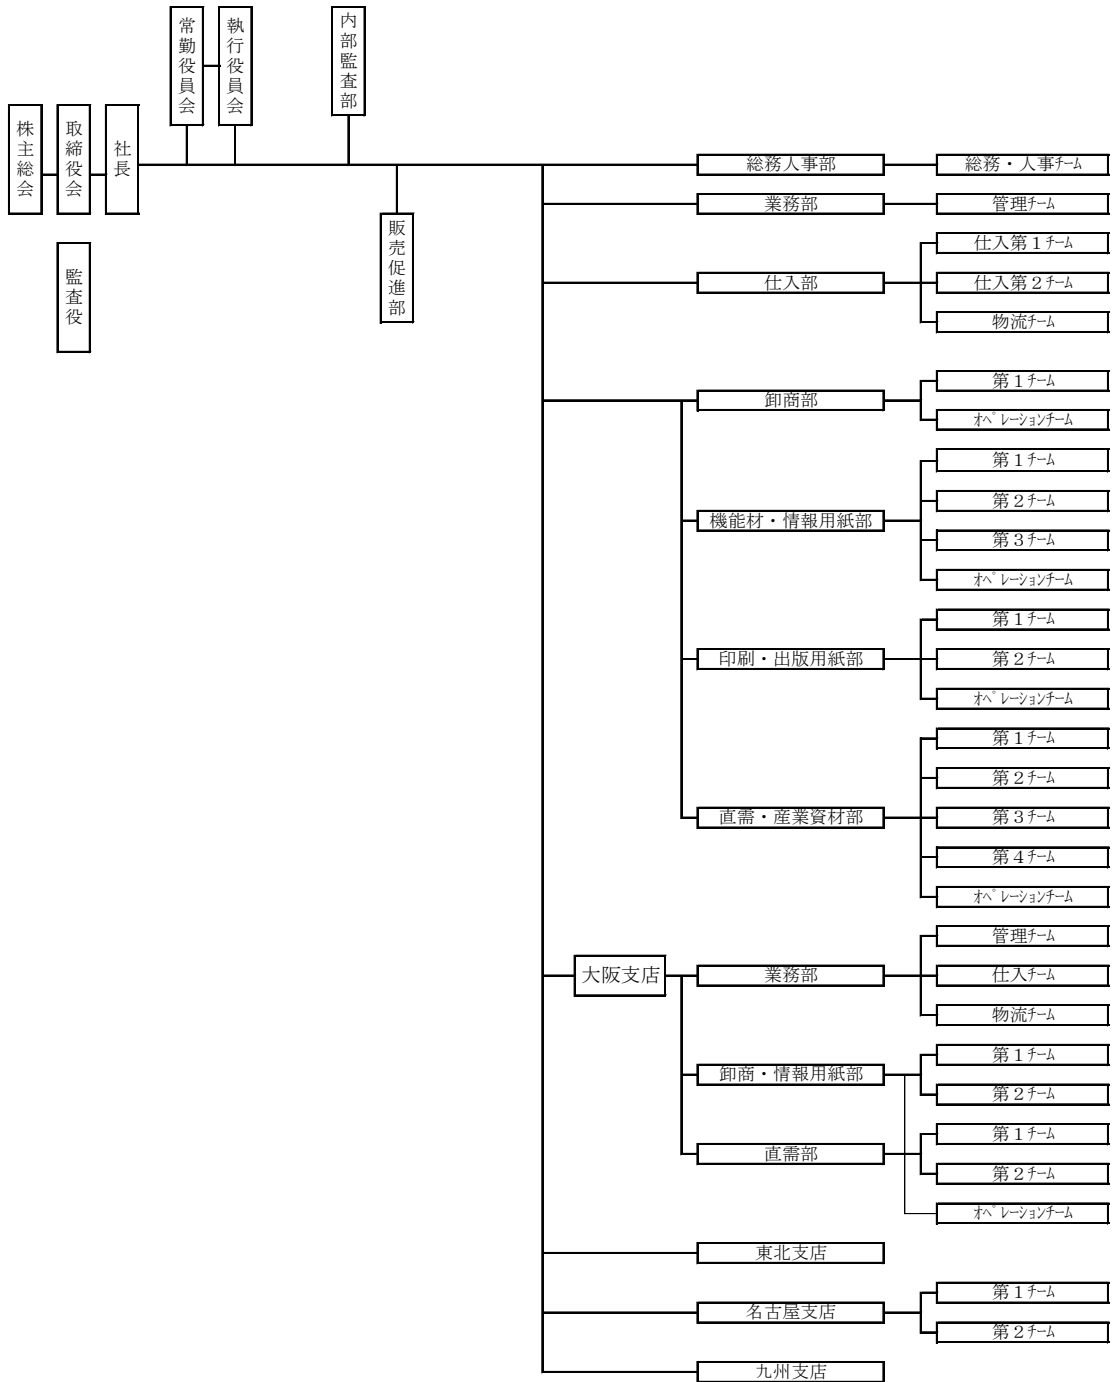 常勤役員会
執行役員会
内部監査部
株主総会
取締役会
社長
監査役
販売促進部
総務人事部
総務・人事ﾁｰﾑ
業務部
管理ﾁｰﾑ
仕入部
仕入第１ﾁｰﾑ
仕入第２ﾁｰﾑ
物流ﾁｰﾑ
卸商部
第１ﾁｰﾑ
ｵﾍﾟﾚｰｼｮﾝﾁｰﾑ
機能材・情報用紙部
第１ﾁｰﾑ
第２ﾁｰﾑ
第３ﾁｰﾑ
ｵﾍﾟﾚｰｼｮﾝﾁｰﾑ
印刷・出版用紙部
第１ﾁｰﾑ
第２ﾁｰﾑ
ｵﾍﾟﾚｰｼｮﾝﾁｰﾑ
直需・産業資材部
第１ﾁｰﾑ
第２ﾁｰﾑ
第３ﾁｰﾑ
第４ﾁｰﾑ
ｵﾍﾟﾚｰｼｮﾝﾁｰﾑ
大阪支店
業務部
管理ﾁｰﾑ
仕入ﾁｰﾑ
物流ﾁｰﾑ
卸商・情報用紙部
第１ﾁｰﾑ
第２ﾁｰﾑ
直需部
第１ﾁｰﾑ
第２ﾁｰﾑ
ｵﾍﾟﾚｰｼｮﾝﾁｰﾑ
東北支店
名古屋支店
第１ﾁｰﾑ
第２ﾁｰﾑ
九州支店